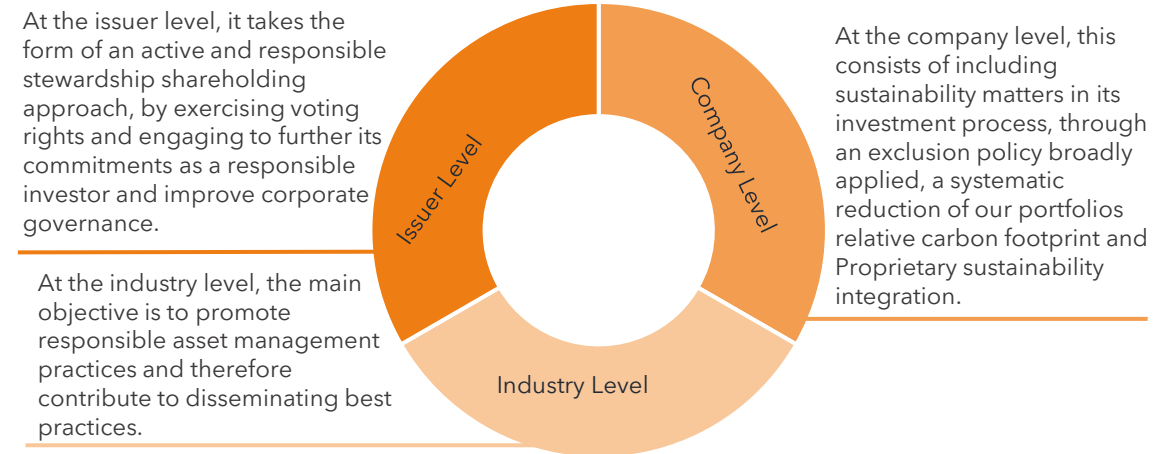 At the issuer level, it takes the
form of an active and responsible
stewardship shareholding
approach, by exercising voting
rights and engaging to further its
commitments as a responsible
investor and improve corporate
governance.
Issuer Level
Company Level
At the company level, this
consists of including
sustainability matters in its
investment process, through
an exclusion policy broadly
applied, a systematic
reduction of our portfolios
relative carbon footprint and
Proprietary sustainability
integration.
At the industry level, the main
objective is to promote
responsible asset management
practices and therefore
contribute to disseminating best
practices.
Industry Level